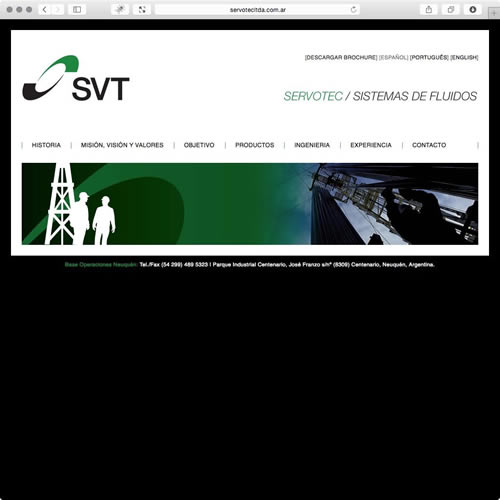 servotecltda.com.ar
[DESCARGAR BROCHURE] [ESPAÑOL] [PORTUGUÊS] [ENGLISH]
SVT
SERVOTEC / SISTEMAS DE FLUIDOS
| HISTORIA | MISIÓN, VISIÓN Y VALORES | OBJETIVO | PRODUCTOS | INGENIERIA | EXPERIENCIA | CONTACTO |
Base Operaciones Neuquén: Tel./Fax (54 299) 489 5323 | Parque Industrial Centenario, José Franzo s/nº (8309) Centenario, Neuquén, Argentina.